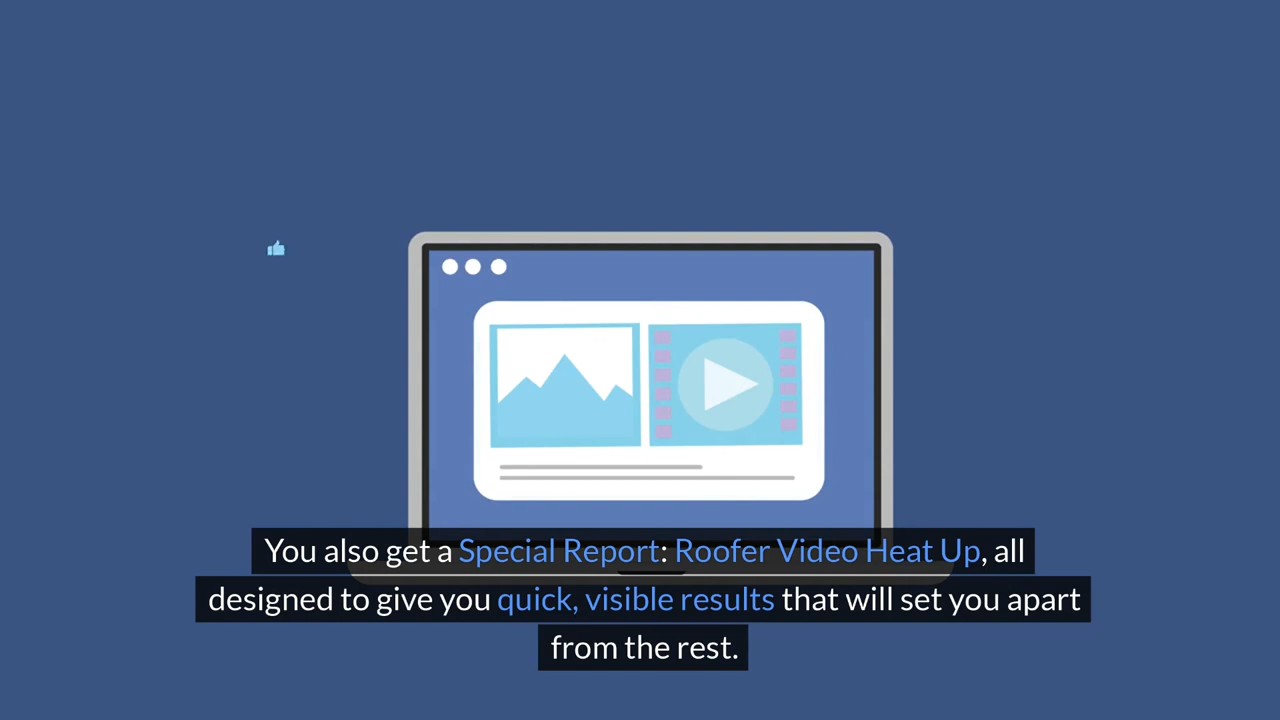 You also get a Special Report: Roofer Video Heat Up, all
designed to give you quick, visible results that will set you apart
from the rest.